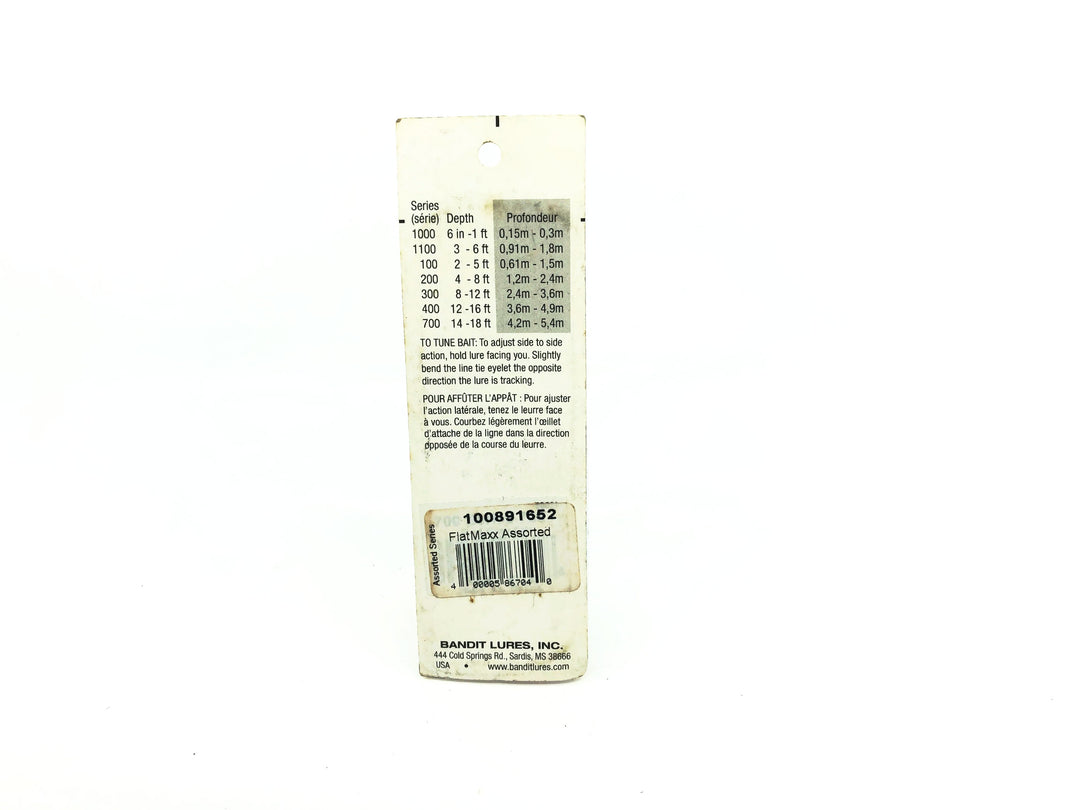 Series
(série) Depth Profondeur
1000 6 in -1 ft 0,15m - 0,3m
1100 3 - 6 ft 0,91m - 1,8m
100 2 - 5 ft 0,61m - 1,5m
200 4 - 8 ft 1,2m - 2,4m
300 8 -12 ft 2,4m - 3,6m
400 12 -16 ft 3,6m - 4,9m
700 14 -18 ft 4,2m - 5,4m
TO TUNE BAIT: To adjust side to side
action, hold lure facing you. Slightly
bend the line tie eyelet the opposite
direction the lure is tracking.
POUR AFFÛTER L'APPÂT : Pour ajuster
l'action latérale, tenez le leurre face
à vous. Courbez légèrement l'œillet
d'attache de la ligne dans la direction
opposée de la course du leurre.
100891652
FlatMaxx Assorted
Assorted Series
4 00005 86704 0
BANDIT LURES, INC.
444 Cold Springs Rd., Sardis, MS 38666
USA • www.banditlures.com